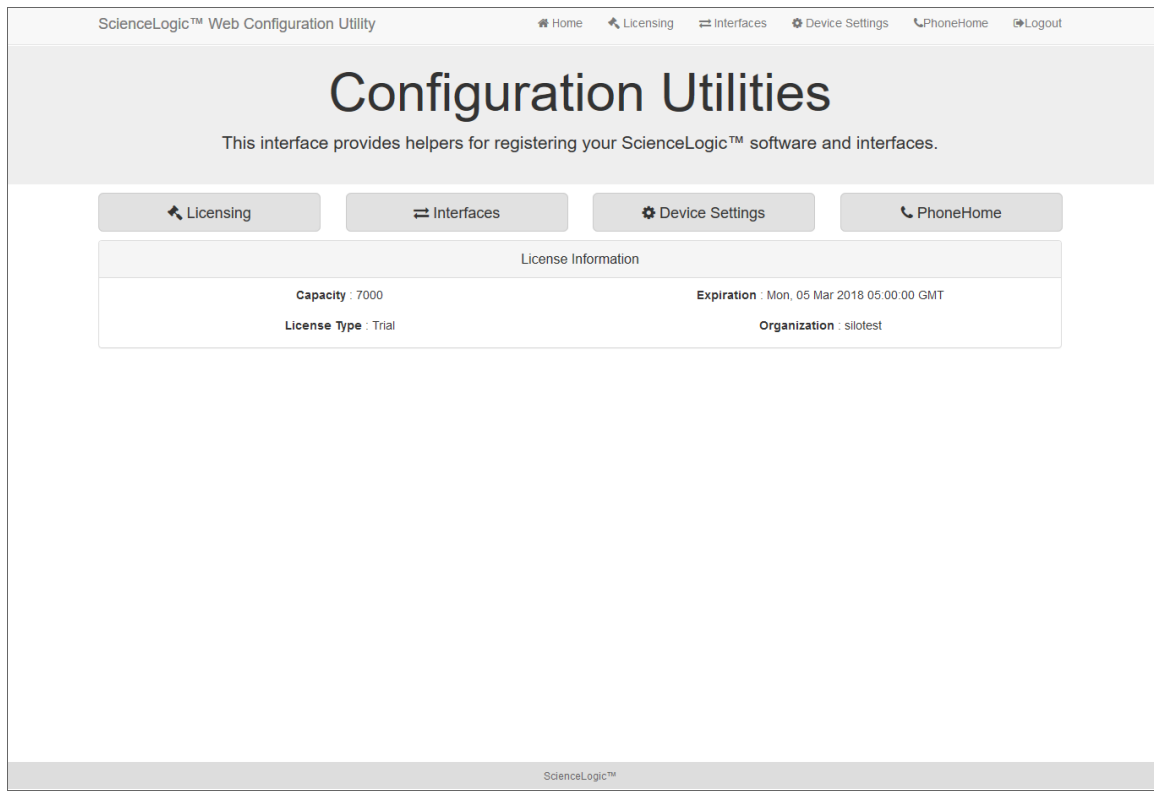 ScienceLogic™ Web Configuration Utility Home Licensing Interfaces Device Settings PhoneHome Logout
Configuration Utilities
This interface provides helpers for registering your ScienceLogic™ software and interfaces.
Licensing Interfaces Device Settings PhoneHome
License Information
Capacity : 7000 Expiration : Mon, 05 Mar 2018 05:00:00 GMT
License Type : Trial Organization : silotest
ScienceLogic™